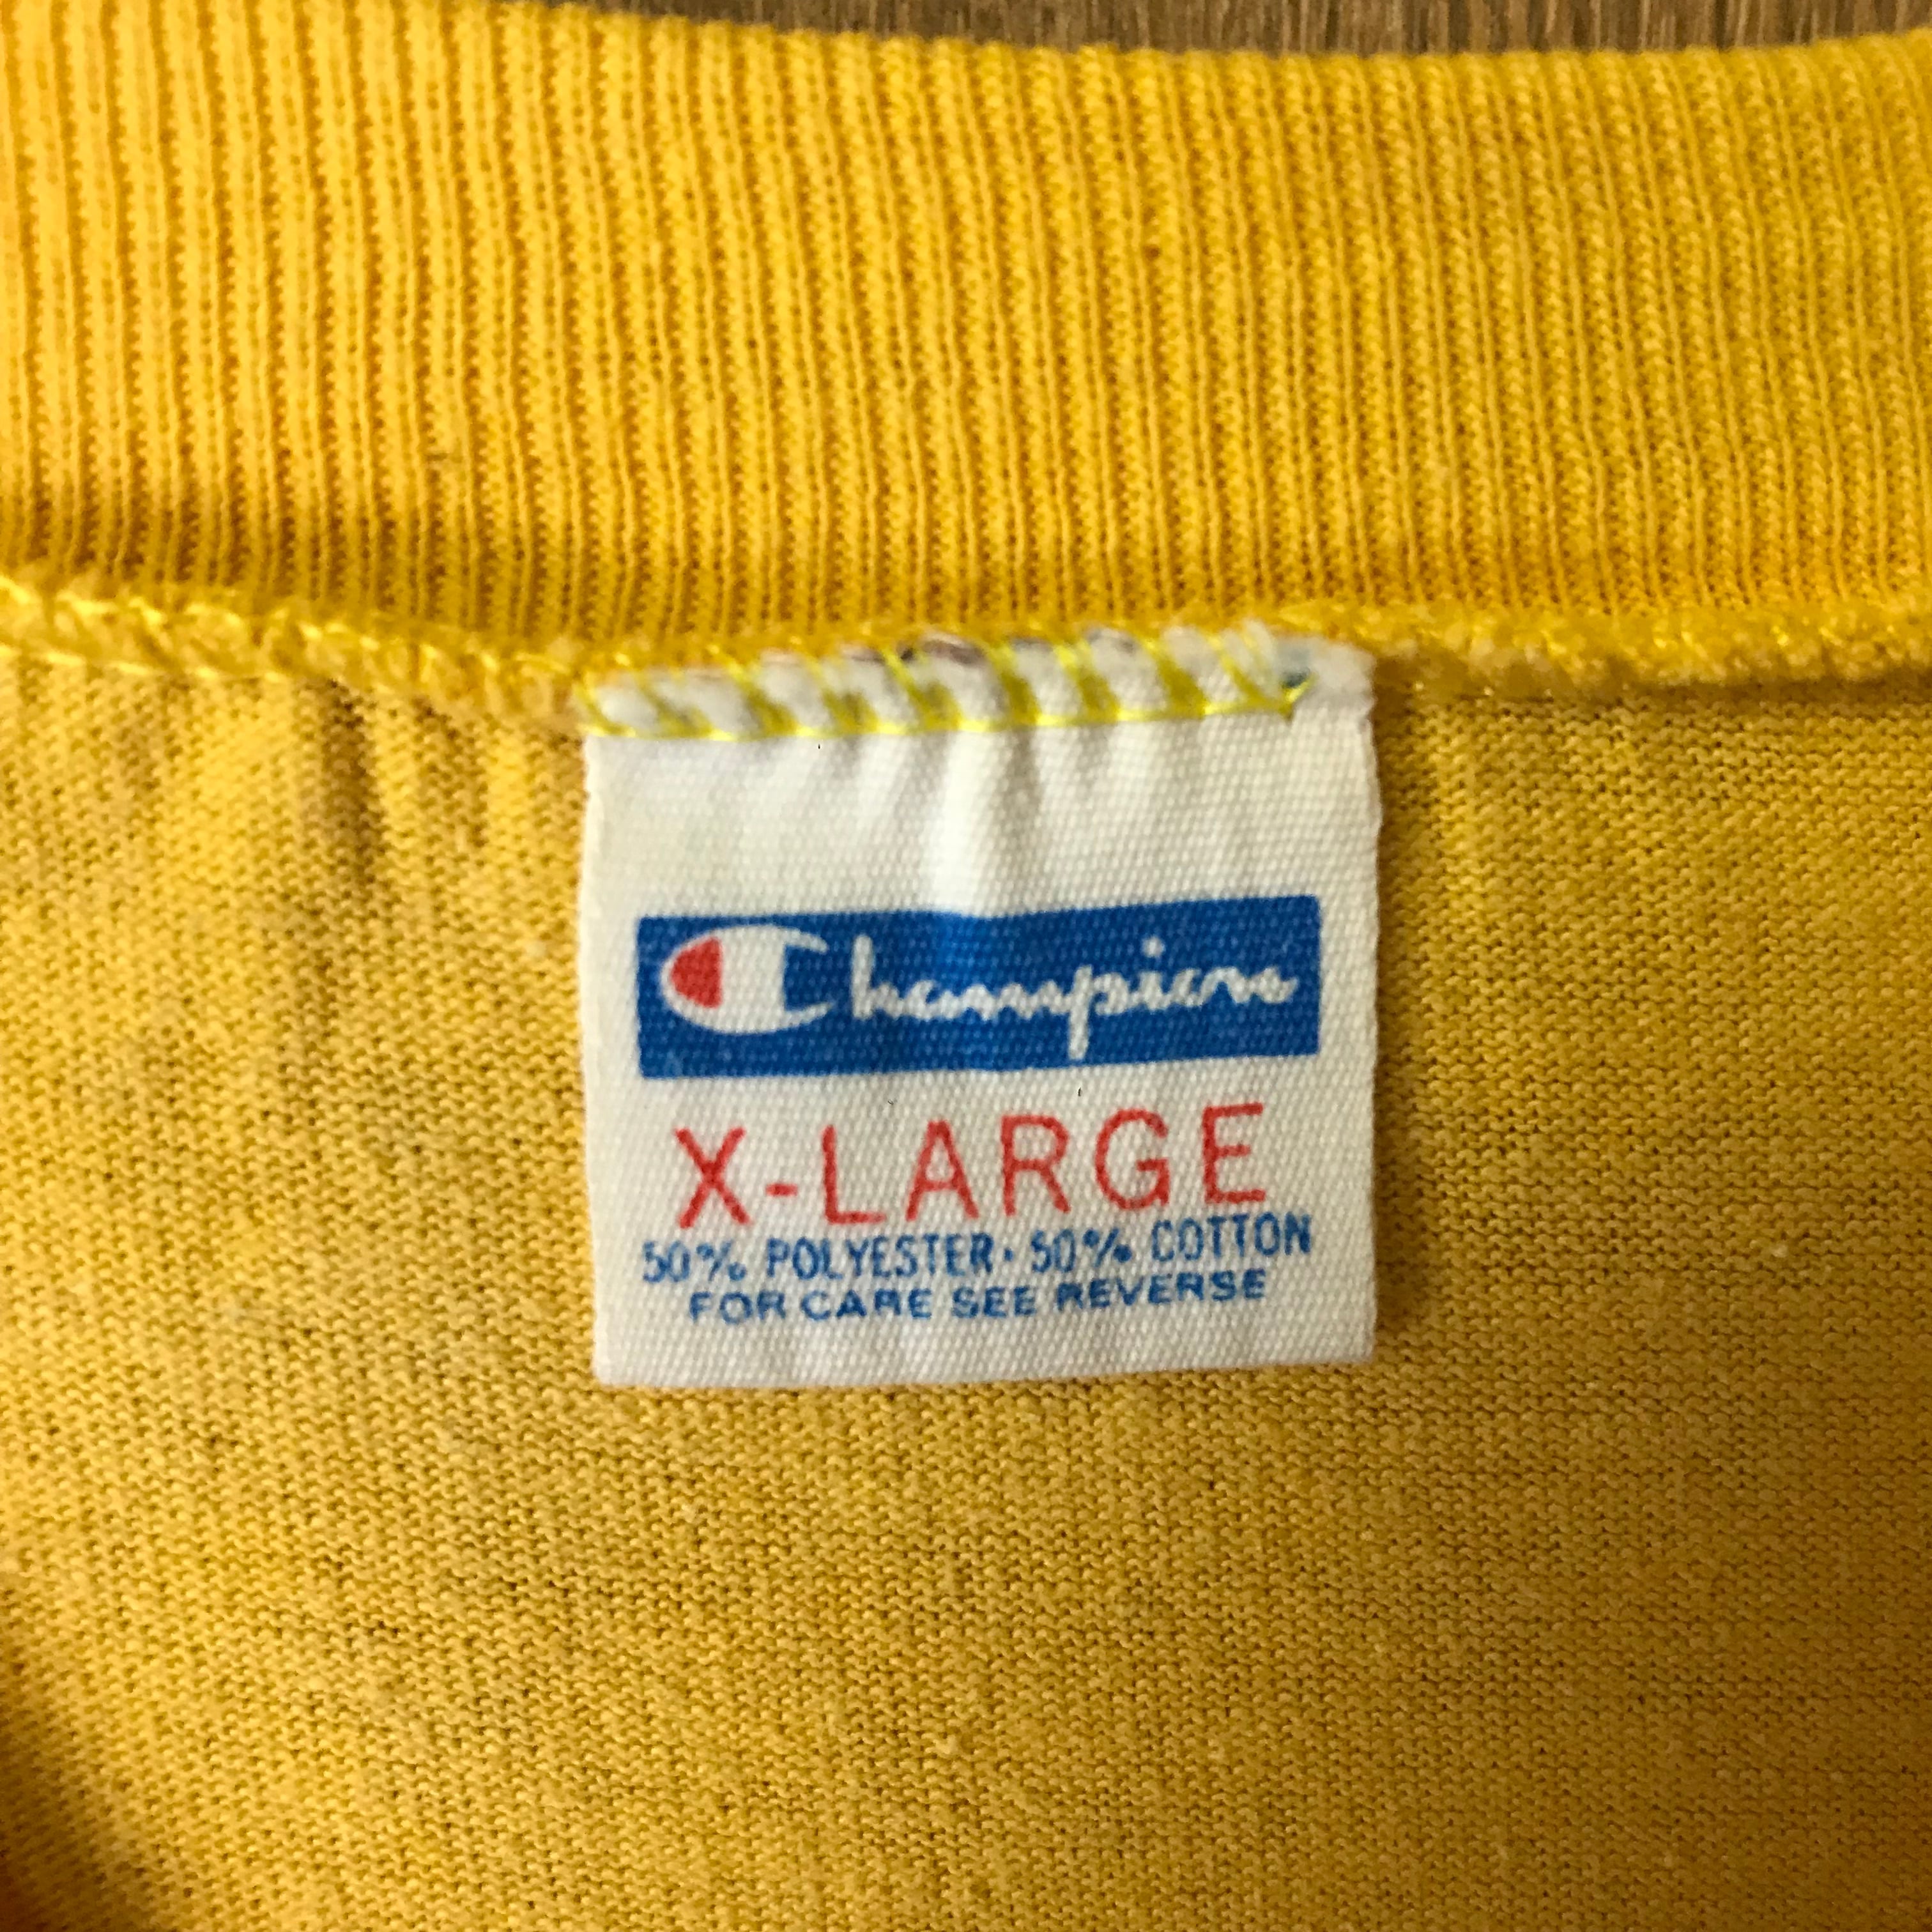 Champion
X-LARGE
50% POLYESTER · 50% COTTON
FOR CARE SEE REVERSE